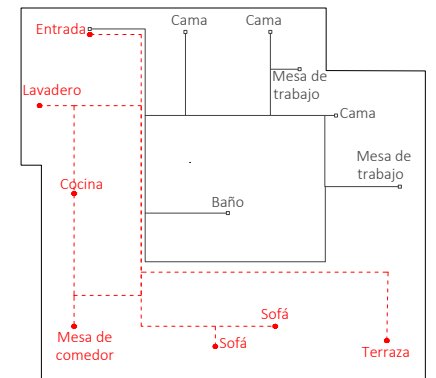 Cama
Cama
Entrada
Mesa de
trabajo
Lavadero
Cama
Mesa de
trabajo
Cocina
Baño
Sofá
Mesa de
comedor
Sofá
Terraza